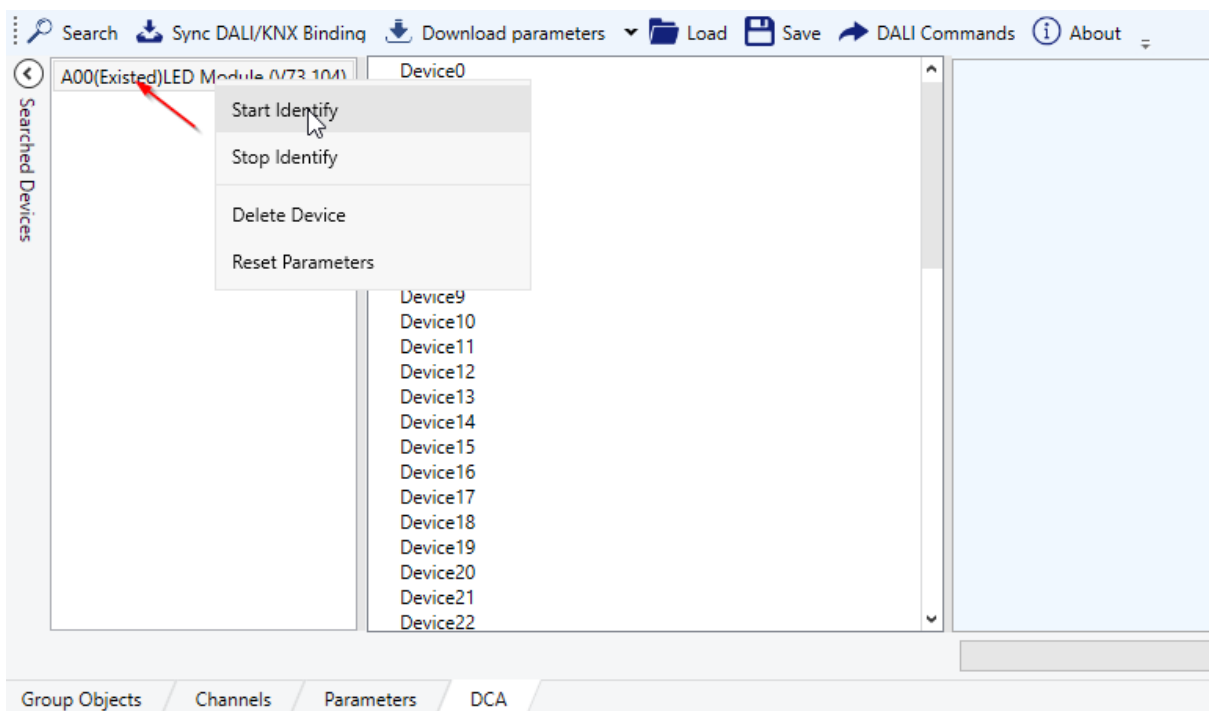 Search Sync DALI/KNX Binding Download parameters Load Save DALI Commands About
Searched Devices
A00(Existed)LED Module (V73.104)
Start Identify
Stop Identify
Delete Device
Reset Parameters
Device0
Device9
Device10
Device11
Device12
Device13
Device14
Device15
Device16
Device17
Device18
Device19
Device20
Device21
Device22
Group Objects Channels Parameters DCA